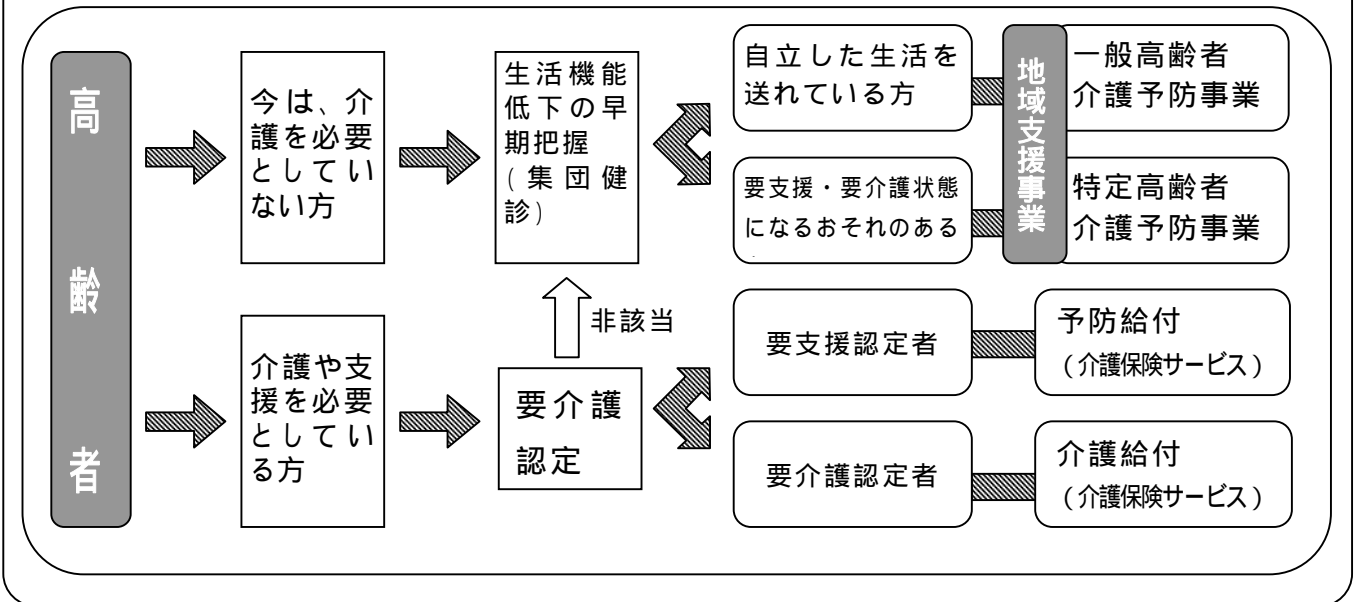 高齢者
今は、介
護を必要
としてい
ない方
生活機能
低下の早
期把握
(集団健
診)
自立した生活を
送れている方
要支援・要介護状態
になるおそれのある
地域支援事業
一般高齢者
介護予防事業
特定高齢者
介護予防事業
介護や支
援を必要
としてい
る方
非該当
要介護
認定
要支援認定者
予防給付
(介護保険サービス)
要介護認定者
介護給付
(介護保険サービス)